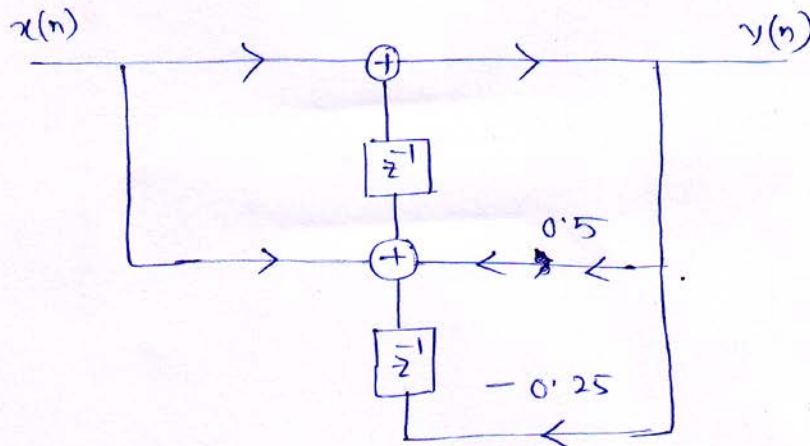 x(n)
y(n)
+
z⁻¹
0.5
+
z⁻¹
- 0.25